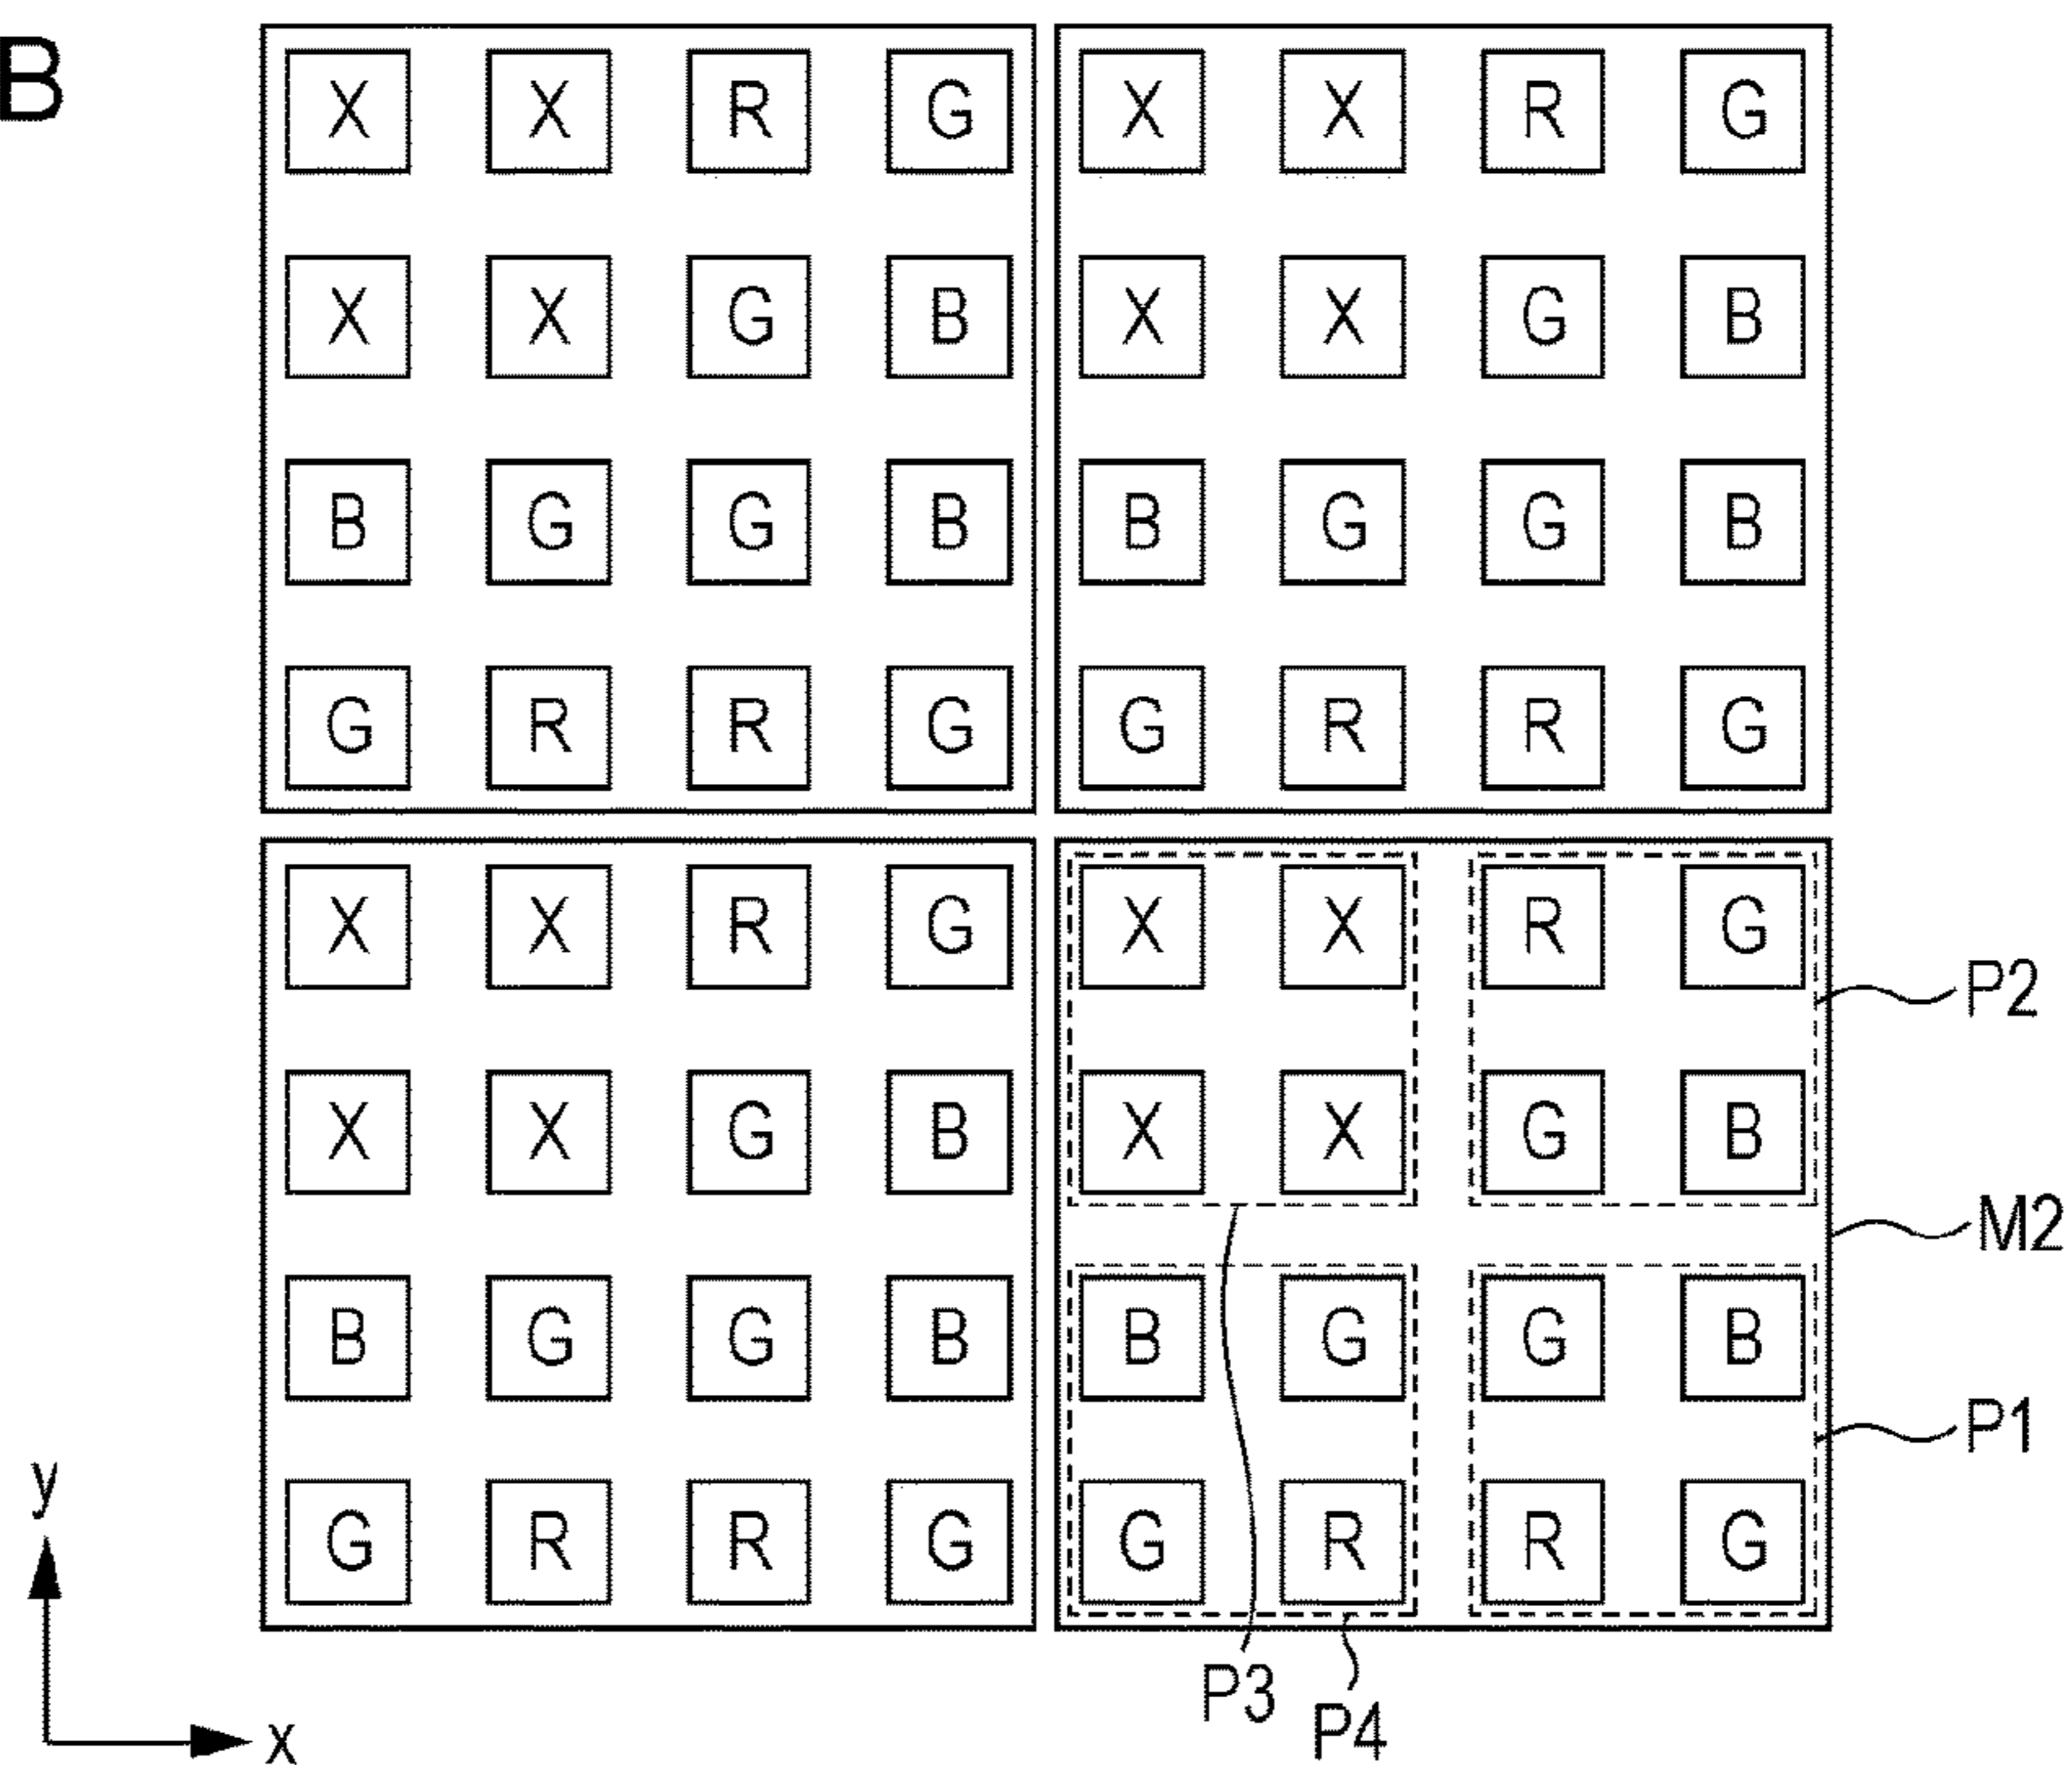 B
X X R G X X R G
X X G B X X G B
B G G B B G G B
G R R G G R R G
X X R G X X R G
P2
X X G B X X G B
M2
B G G B B G G B
P1
G R R G G R R G
y
P3
P4
x